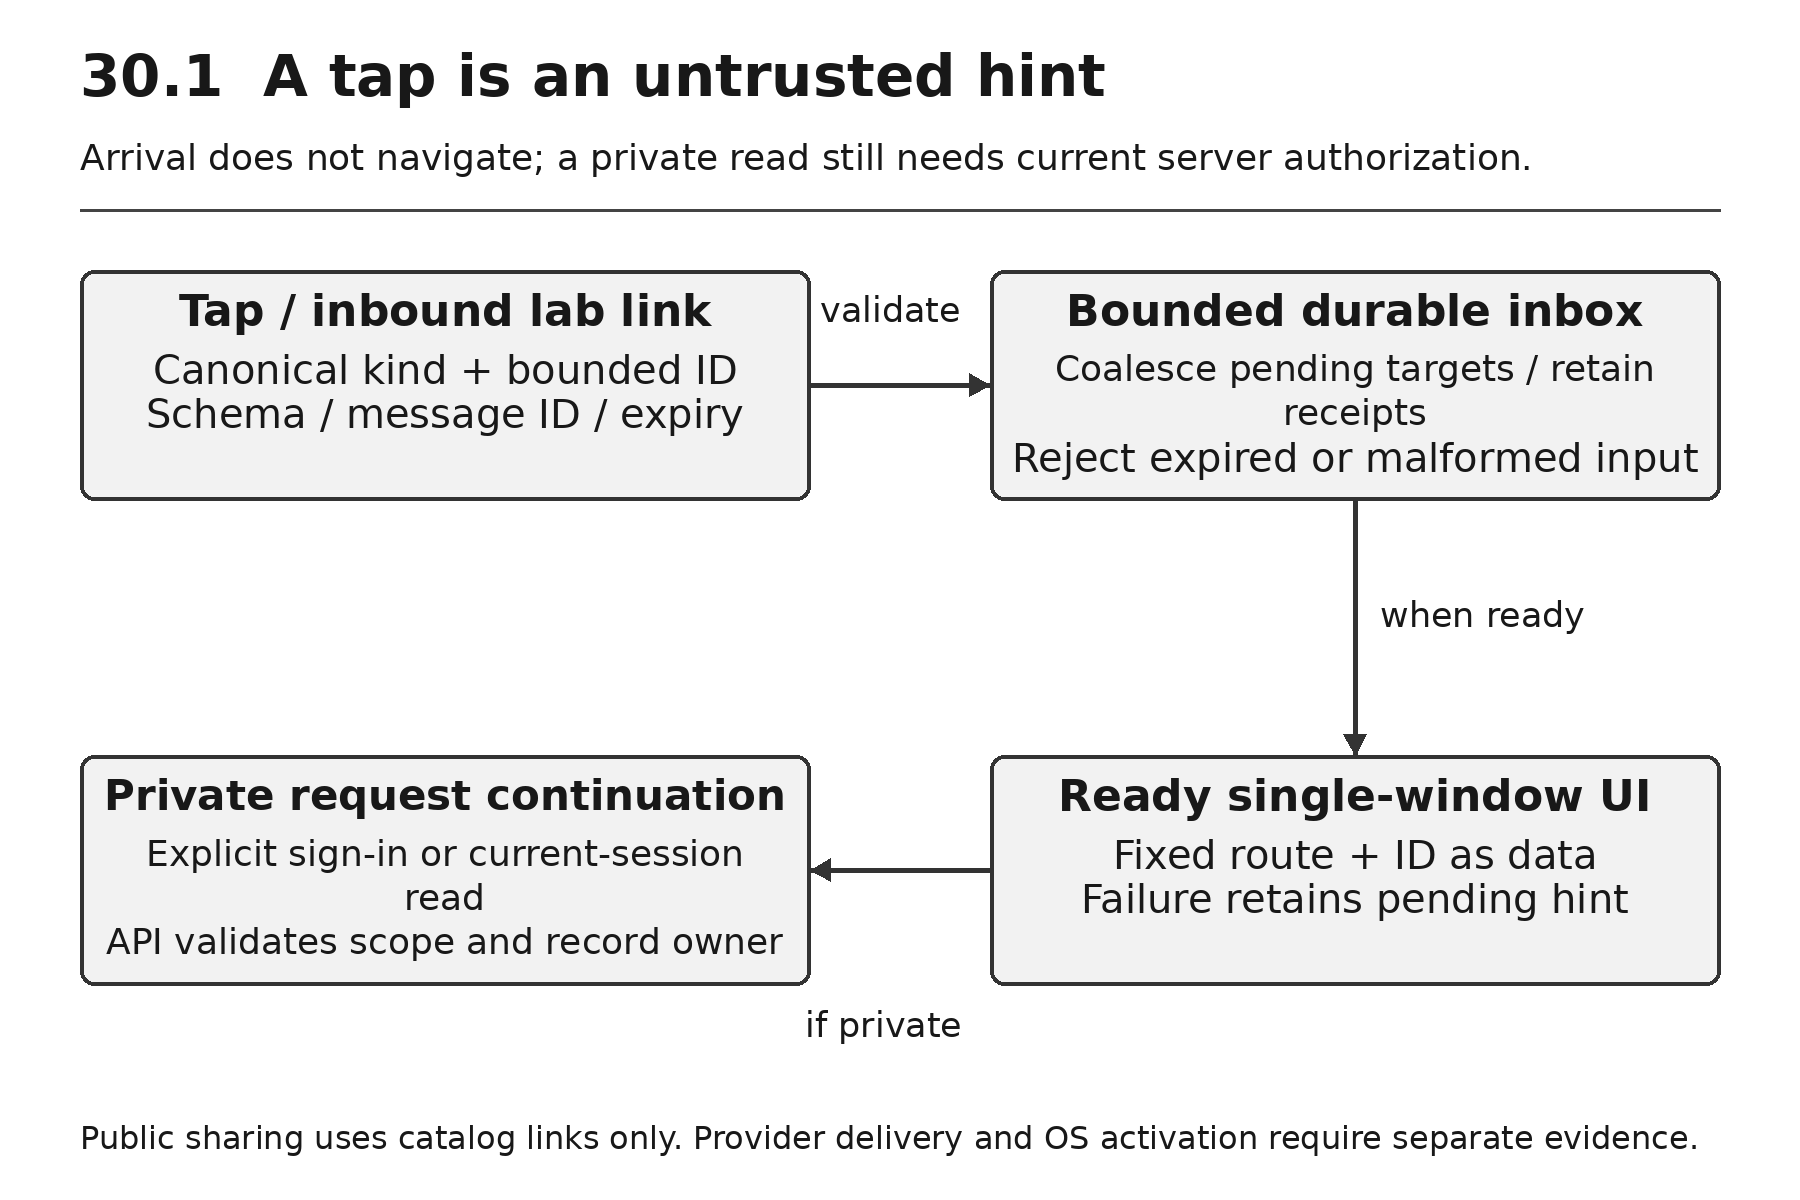 30.1 A tap is an untrusted hint
Arrival does not navigate; a private read still needs current server authorization.
Tap / inbound lab link
Canonical kind + bounded ID
Schema / message ID / expiry
validate
Bounded durable inbox
Coalesce pending targets / retain
receipts
Reject expired or malformed input
when ready
Private request continuation
Explicit sign-in or current-session
read
API validates scope and record owner
Ready single-window UI
Fixed route + ID as data
Failure retains pending hint
if private
Public sharing uses catalog links only. Provider delivery and OS activation require separate evidence.